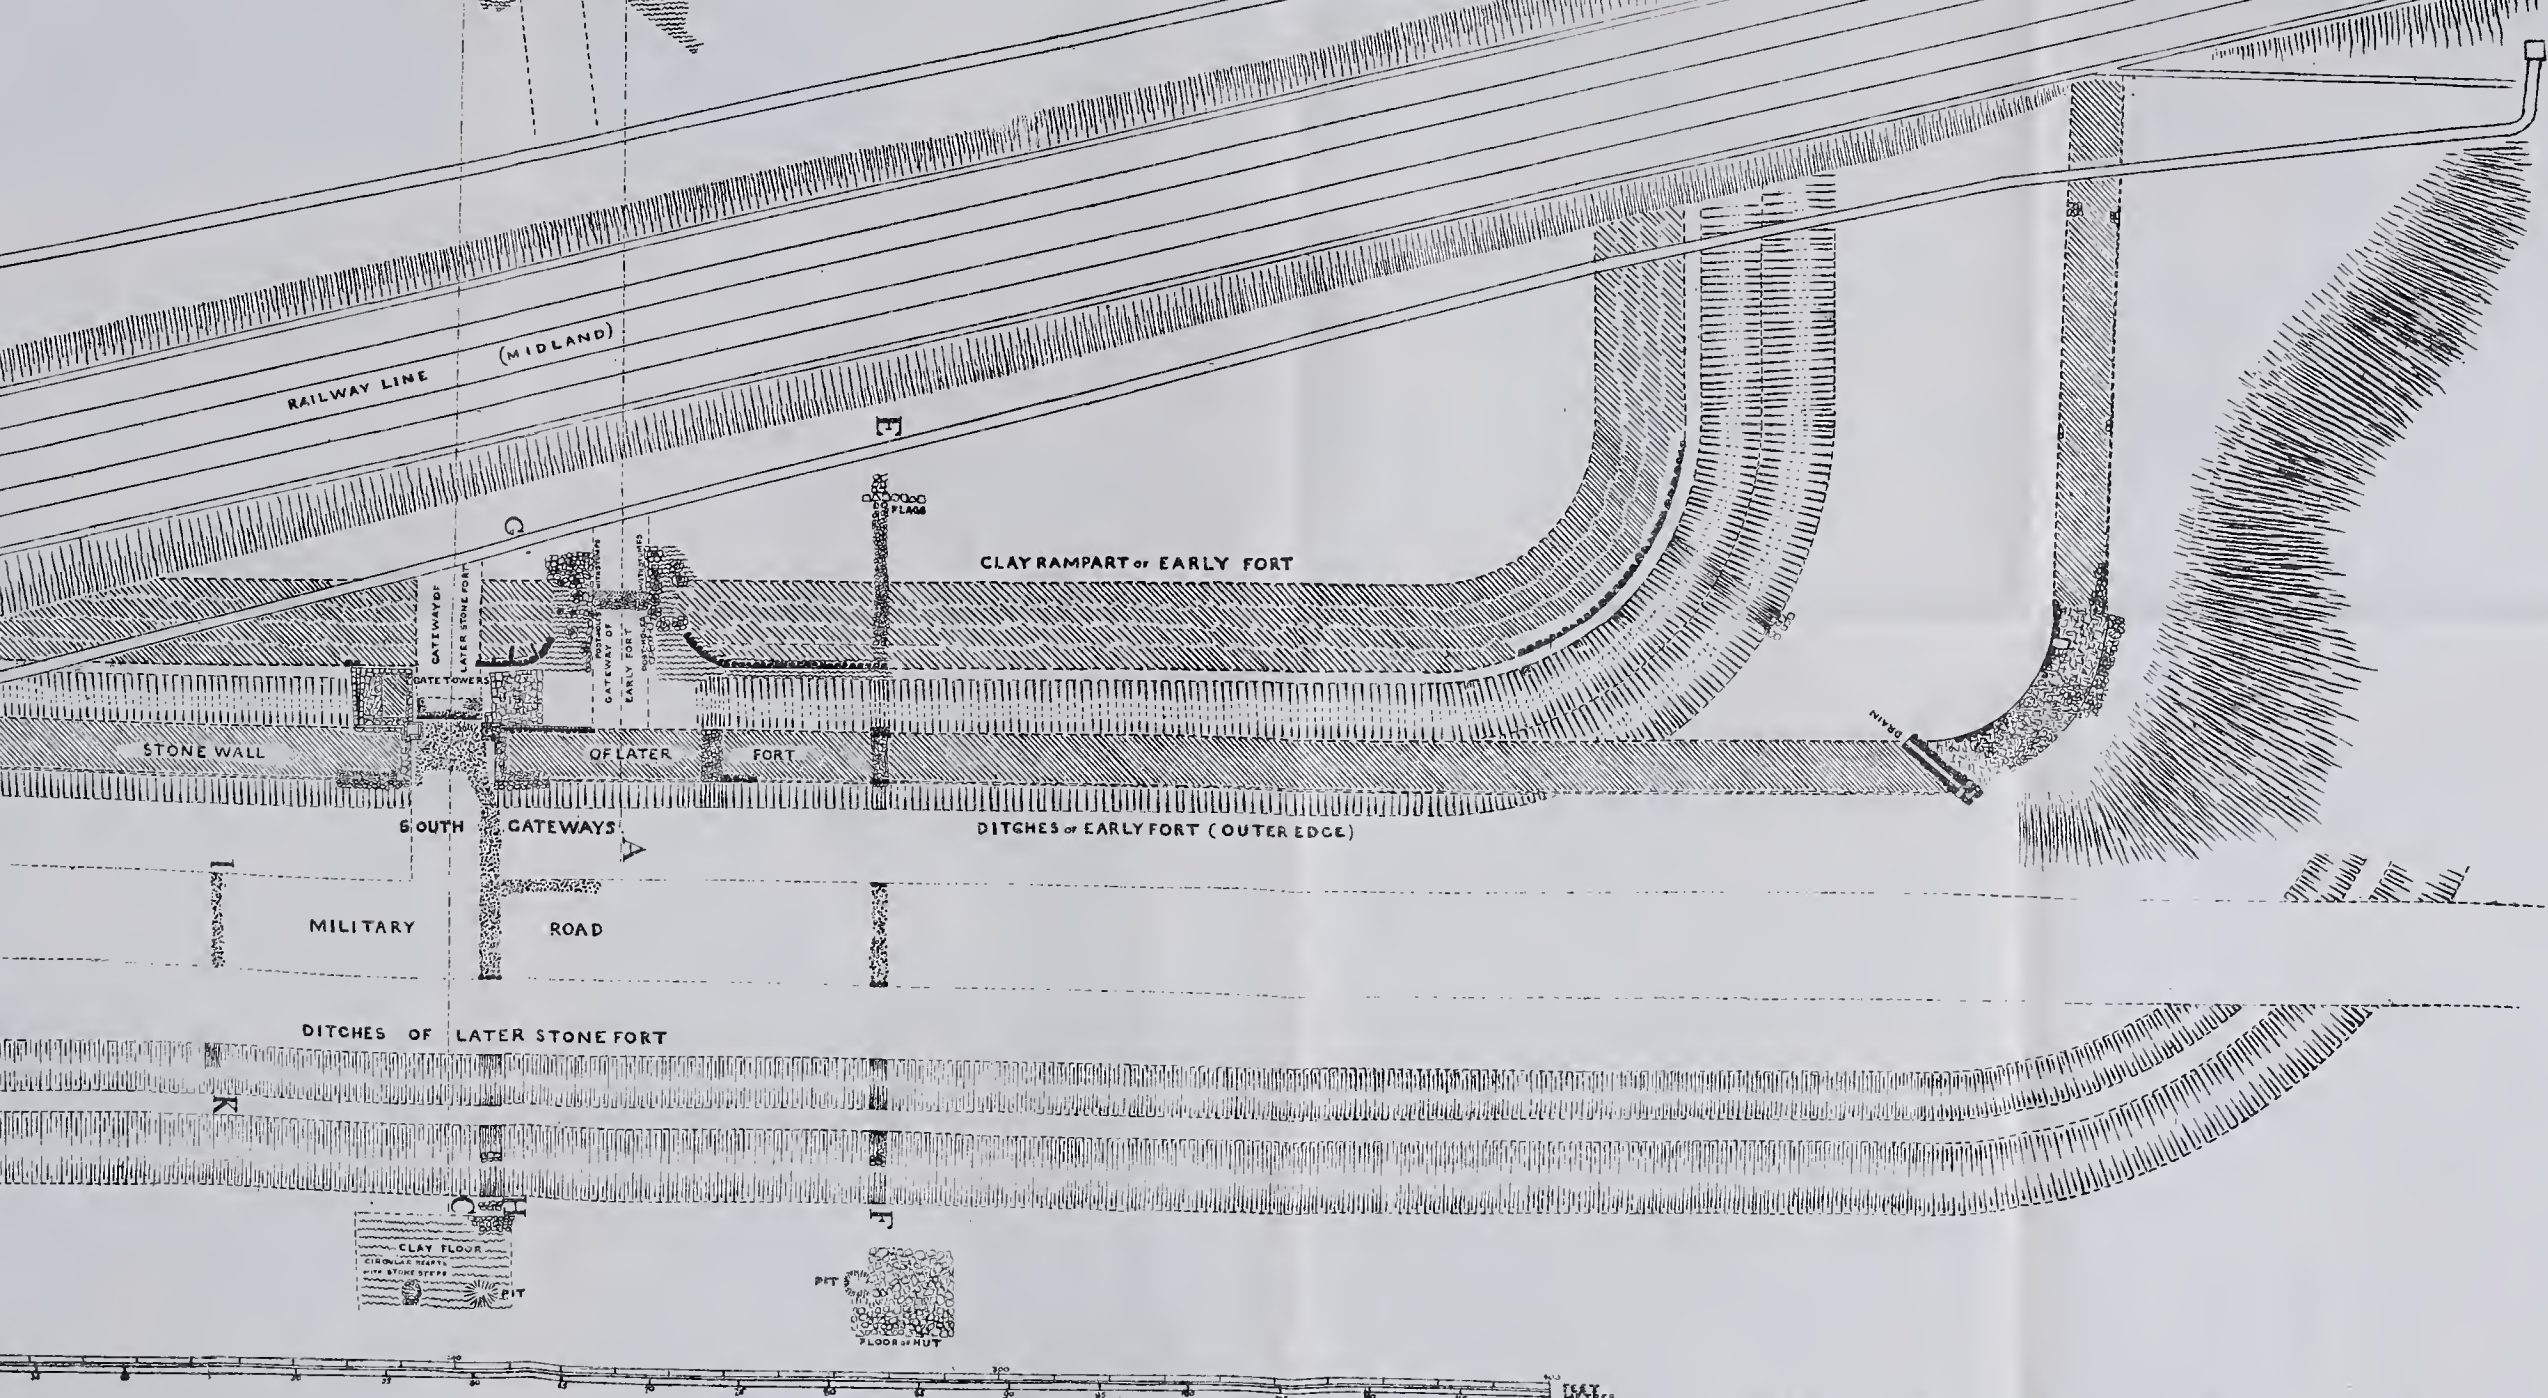 (MIDLAND)
RAILWAY LINE
E
FLAGS
G
CLAY RAMPART OF EARLY FORT
GATEWAY OF
LATER STONE FORT
GATEWAY OF
EARLY FORT
GATE TOWERS
STONE WALL
OF LATER
FORT
DRAIN
SOUTH
GATEWAYS
A
DITCHES OF EARLY FORT (OUTER EDGE)
I
MILITARY
ROAD
DITCHES OF LATER STONE FORT
K
C
H
F
CLAY FLOOR
PIT
PIT
FLOOR OF HUT
200
FEET
METRES